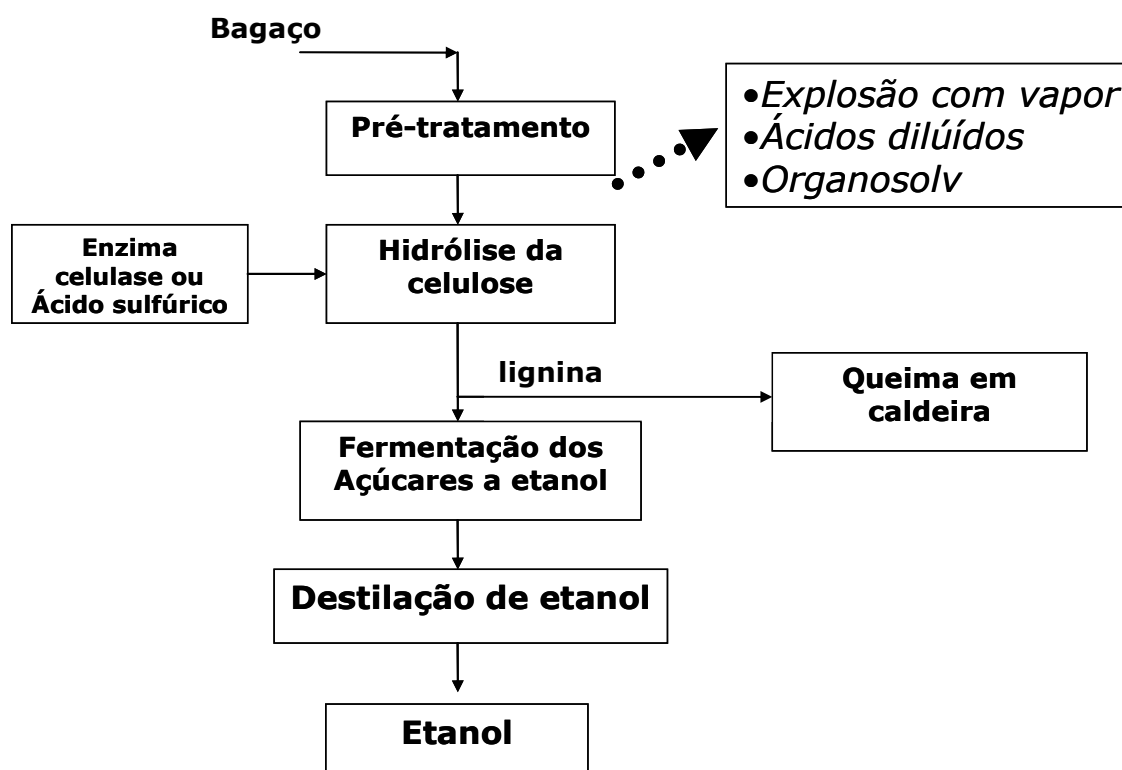 Bagaço
Pré-tratamento
•Explosão com vapor
•Ácidos dilúídos
•Organosolv
Enzima
celulase ou
Ácido sulfúrico
Hidrólise da
celulose
lignina
Queima em
caldeira
Fermentação dos
Açúcares a etanol
Destilação de etanol
Etanol